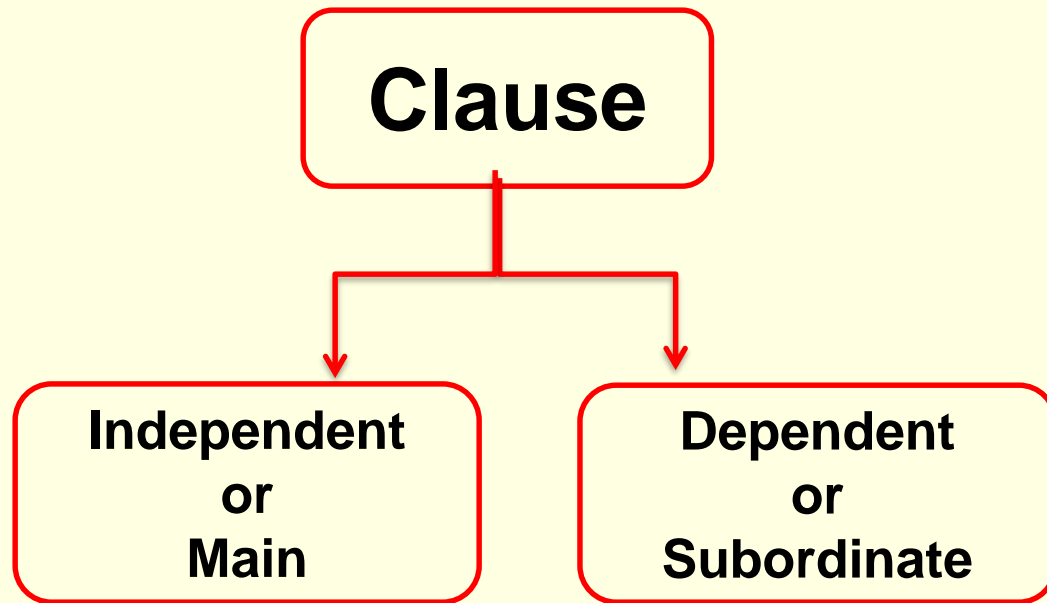 Clause
Independent
or
Main
Dependent
or
Subordinate